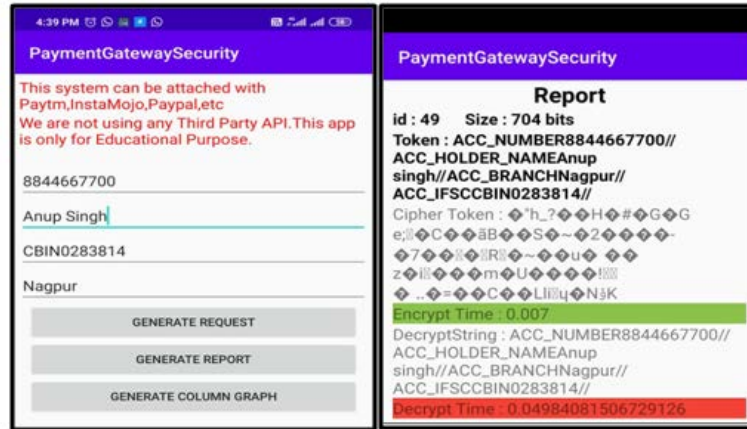 4:39 PM
PaymentGatewaySecurity
This system can be attached with
Paytm,InstaMojo,Paypal,etc
We are not using any Third Party API.This app
is only for Educational Purpose.
8844667700
Anup Singh
CBIN0283814
Nagpur
GENERATE REQUEST
GENERATE REPORT
GENERATE COLUMN GRAPH
PaymentGatewaySecurity
Report
id : 49 Size : 704 bits
Token : ACC_NUMBER8844667700//
ACC_HOLDER_NAMEAnup
singh//ACC_BRANCHNagpur//
ACC_IFSCCBIN0283814//
Cipher Token :
Encrypt Time : 0.007
DecryptString : ACC_NUMBER8844667700//
ACC_HOLDER_NAMEAnup
singh//ACC_BRANCHNagpur//
ACC_IFSCCBIN0283814//
Decrypt Time : 0.04984081506729126